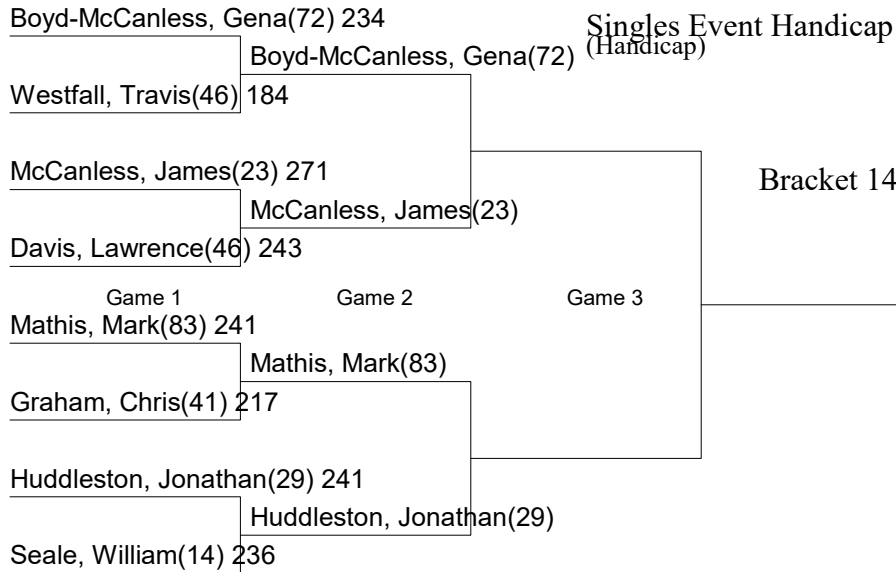 Boyd-McCanless, Gena(72) 234
Singles Event Handicap
(Handicap)
Boyd-McCanless, Gena(72)
Westfall, Travis(46) 184
McCanless, James(23) 271
Bracket 14
McCanless, James(23)
Davis, Lawrence(46) 243
Game 1
Game 2
Game 3
Mathis, Mark(83) 241
Mathis, Mark(83)
Graham, Chris(41) 217
Huddleston, Jonathan(29) 241
Huddleston, Jonathan(29)
Seale, William(14) 236